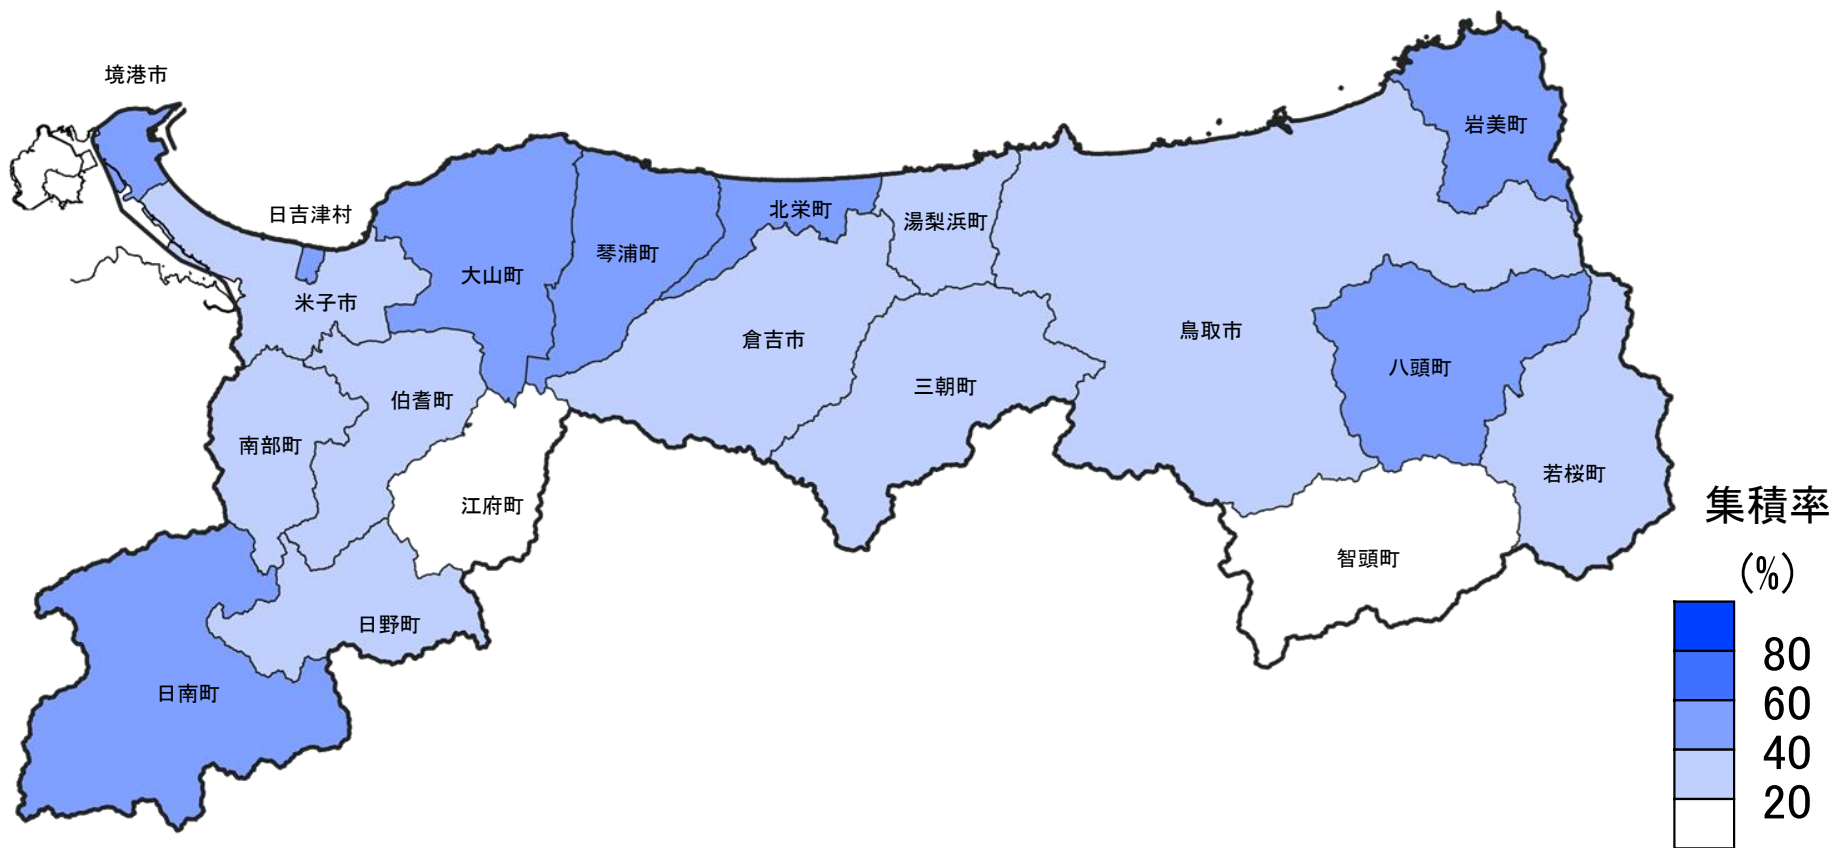 境港市
岩美町
日吉津村
北栄町
湯梨浜町
琴浦町
大山町
米子市
鳥取市
倉吉市
八頭町
三朝町
伯耆町
南部町
若桜町
江府町
智頭町
日野町
日南町
集積率
(%)
80
60
40
20